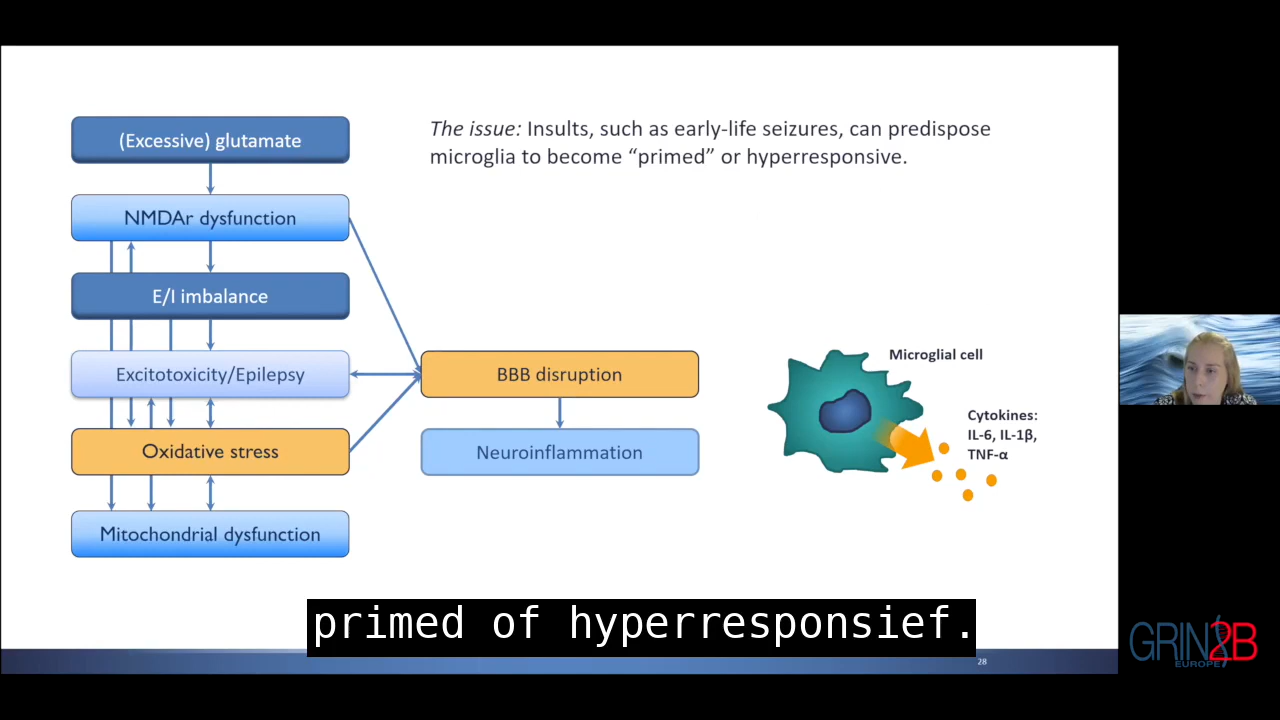 (Excessive) glutamate
NMDAr dysfunction
E/I imbalance
Excitotoxicity/Epilepsy
Oxidative stress
Mitochondrial dysfunction
The issue: Insults, such as early-life seizures, can predispose
microglia to become “primed” or hyperresponsive.
BBB disruption
Neuroinflammation
Microglial cell
Cytokines:
IL-6, IL-1β,
TNF-α
primed of hyperresponsief.
28
GRIN2B
EUROPE